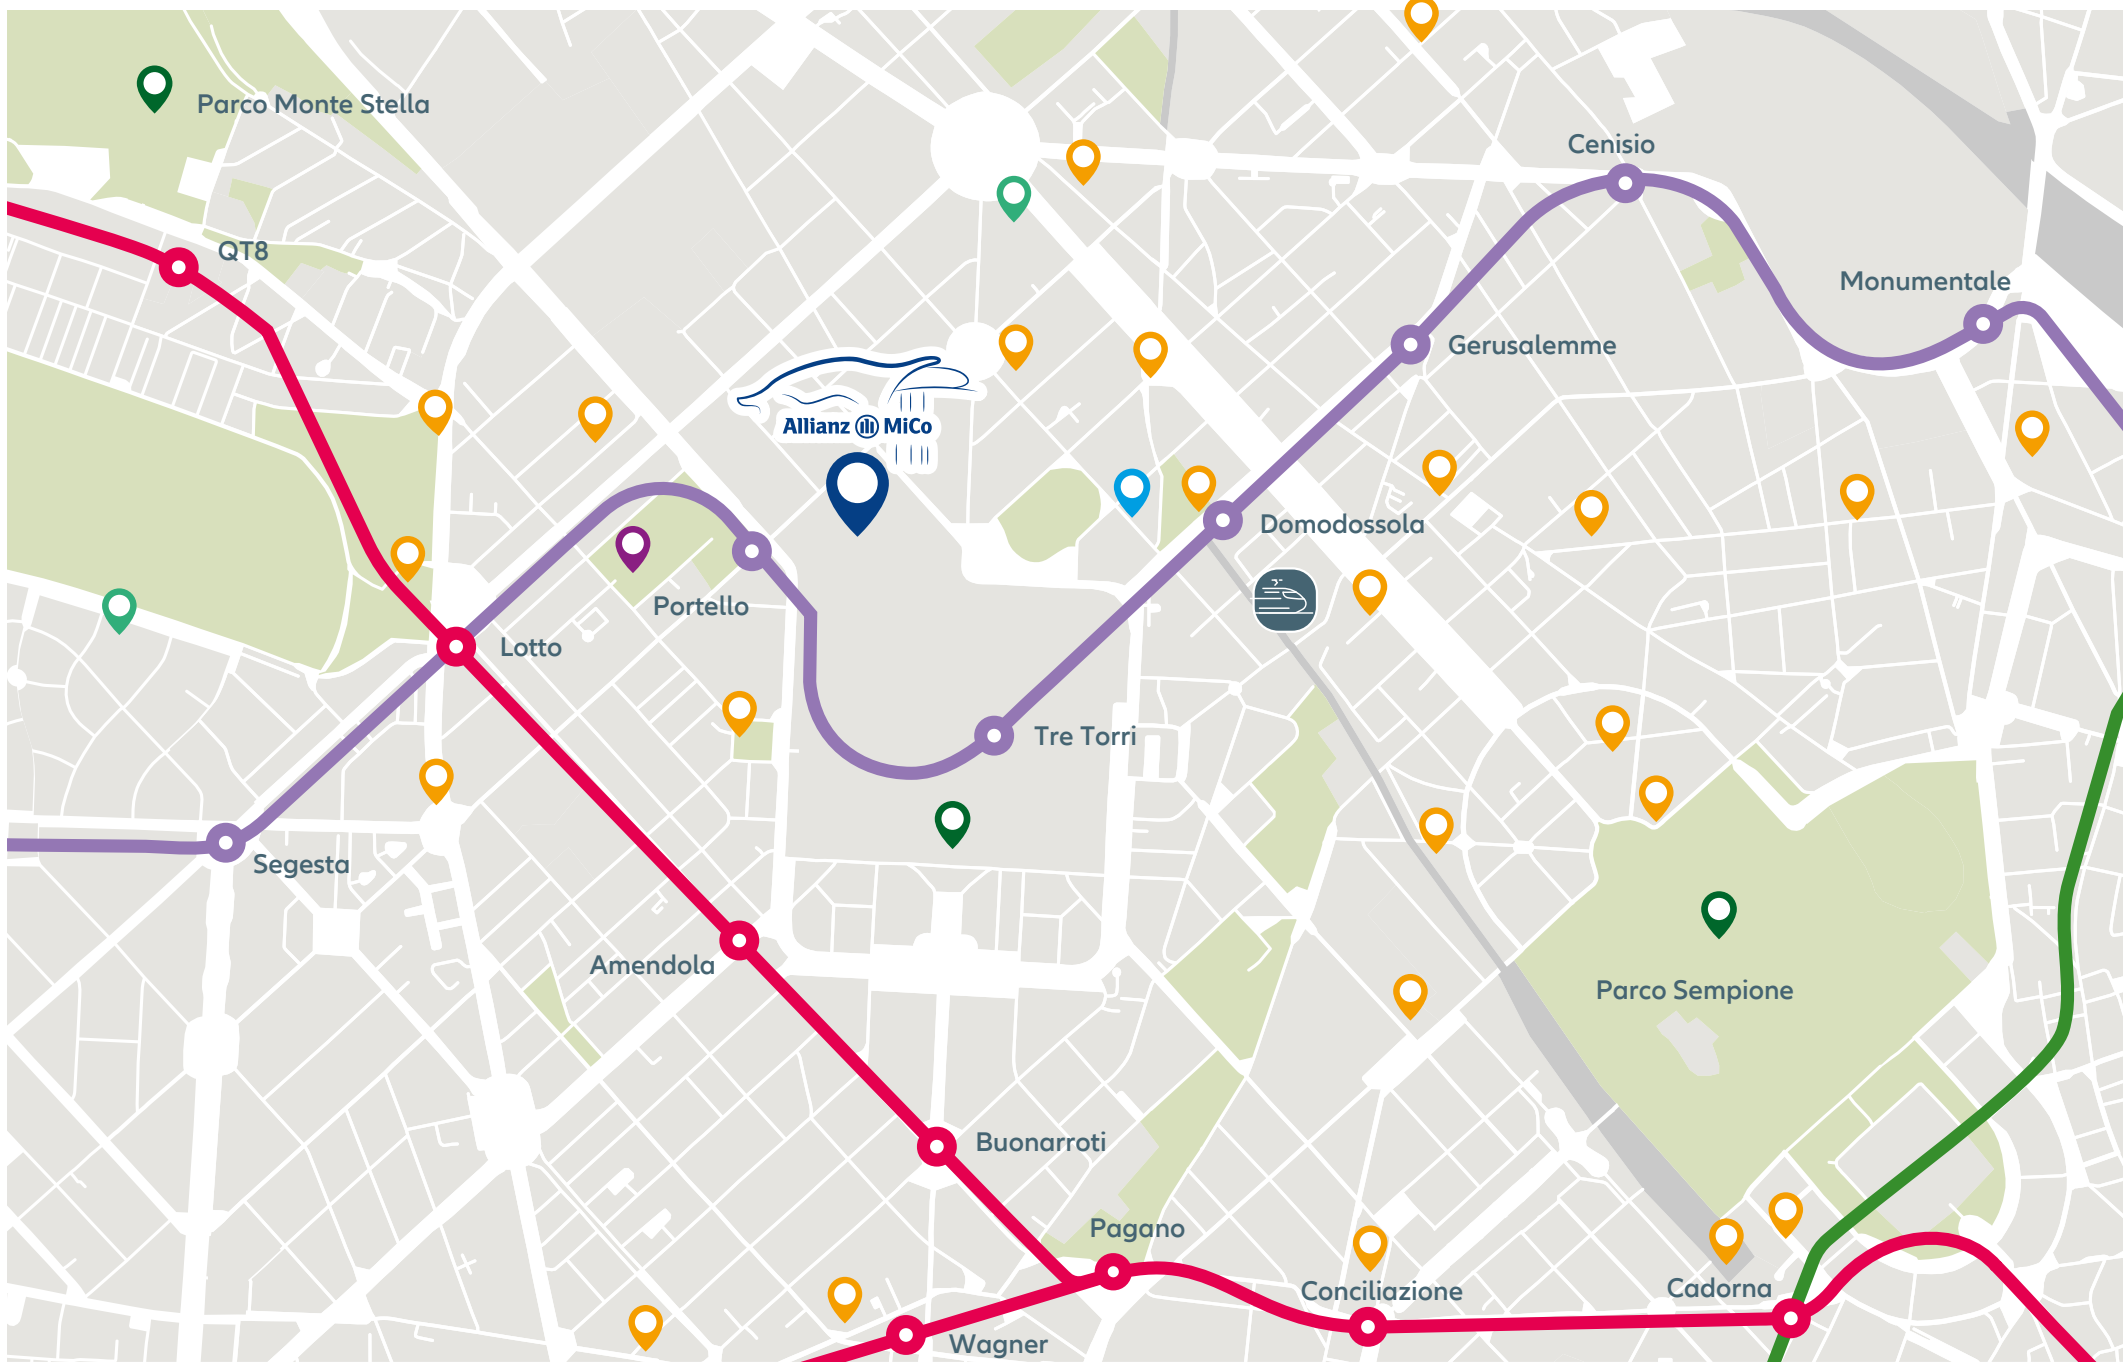 Parco Monte Stella
Cenisio
QT8
Monumentale
Gerusalemme
Allianz MiCo
Domodossola
Portello
Lotto
Tre Torri
Segesta
Amendola
Parco Sempione
Buonarroti
Pagano
Conciliazione
Cadorna
Wagner